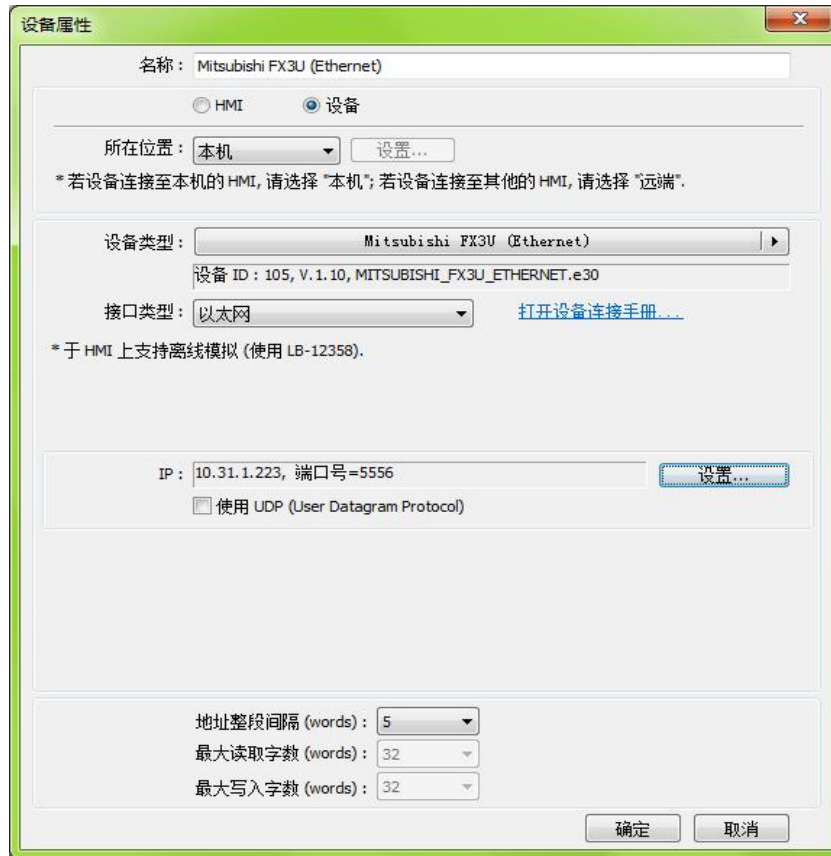 设备属性
名称： Mitsubishi FX3U (Ethernet)
HMI 设备
所在位置： 本机 设置...
*若设备连接至本机的 HMI, 请选择 "本机"; 若设备连接至其他的 HMI, 请选择 "远端".
设备类型： Mitsubishi FX3U (Ethernet)
设备 ID : 105, V.1.10, MITSUBISHI_FX3U_ETHERNET.e30
接口类型： 以太网 打开设备连接手册...
* 于 HMI 上支持离线模拟 (使用 LB-12358).
IP： 10.31.1.223, 端口号=5556 设置...
使用 UDP (User Datagram Protocol)
地址整段间隔 (words)： 5
最大读取字数 (words)： 32
最大写入字数 (words)： 32
确定 取消